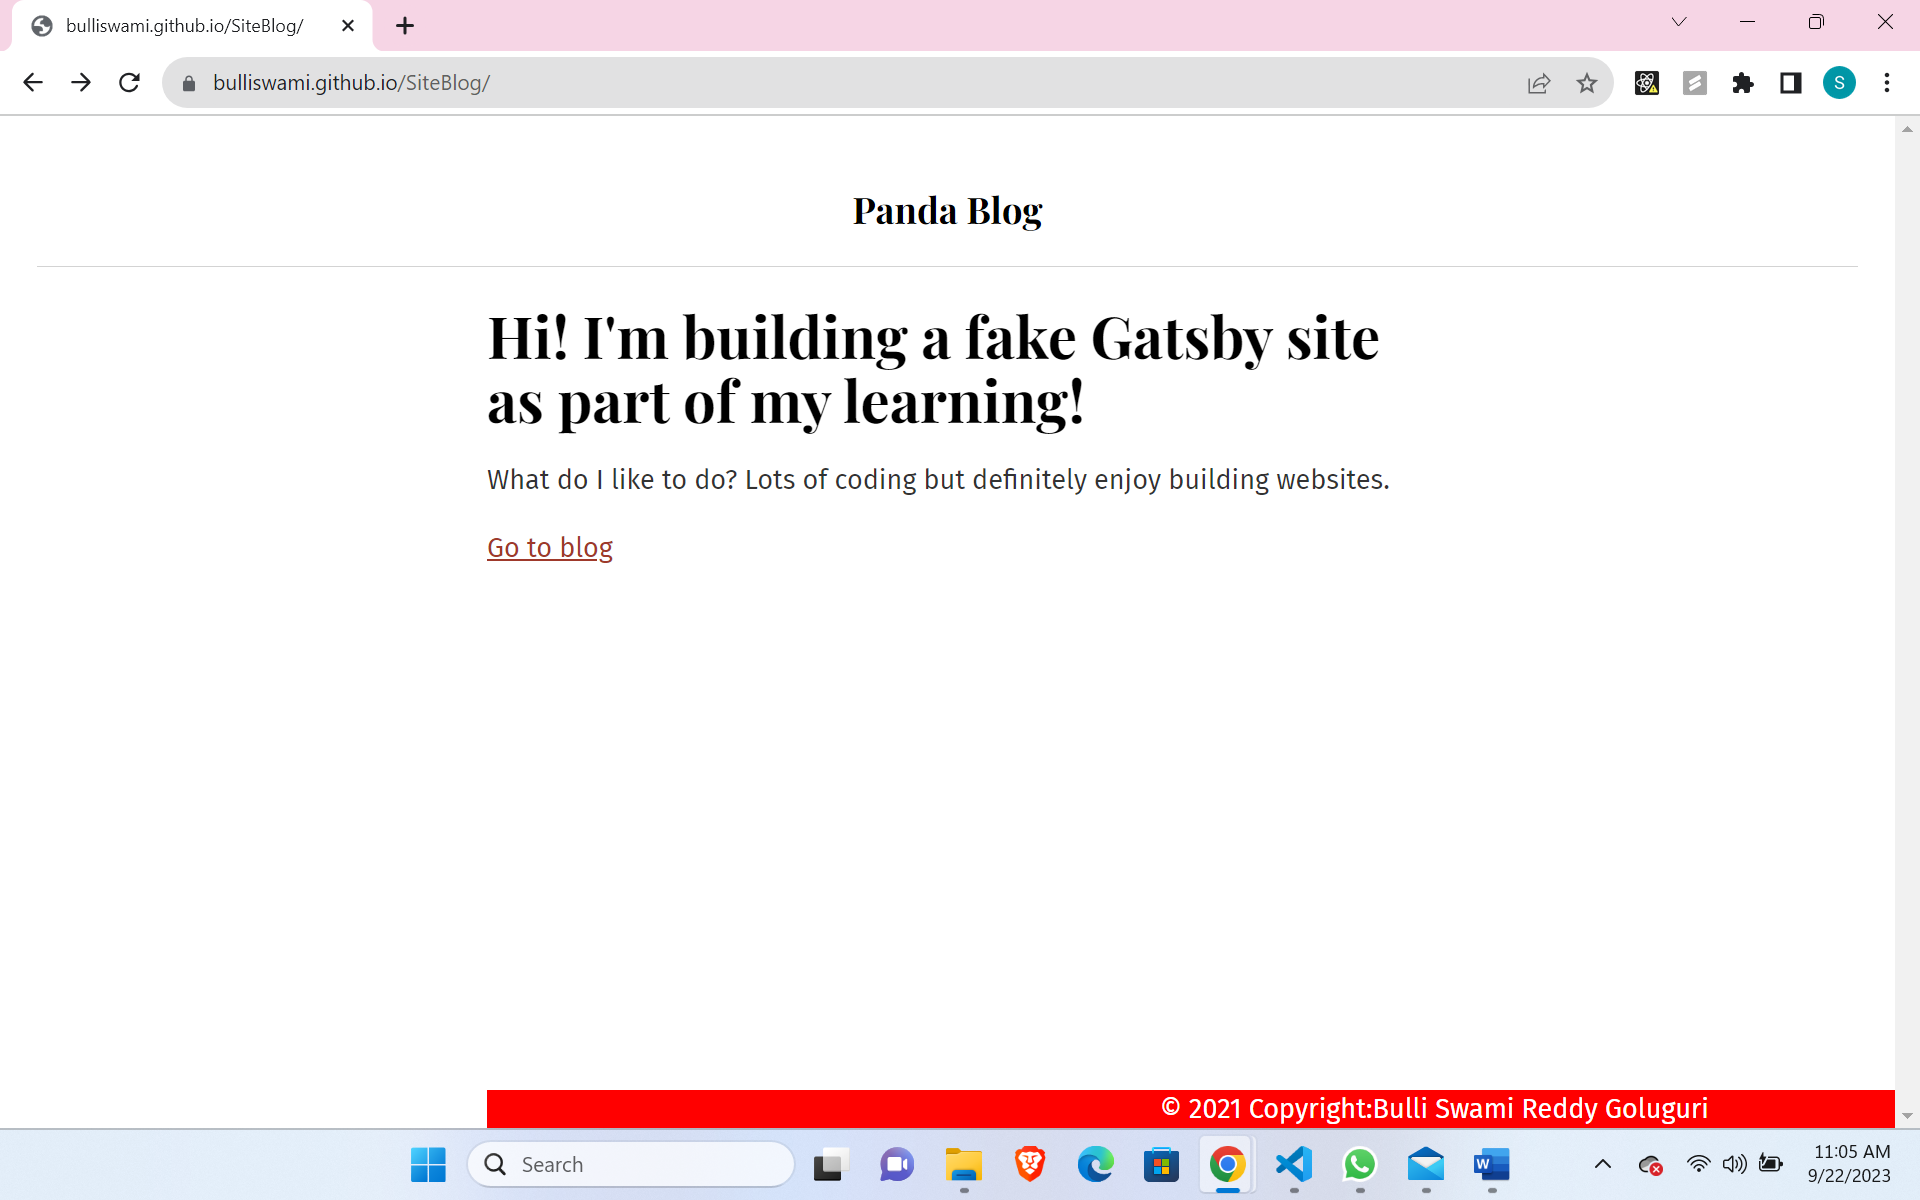 bulliswami.github.io/SiteBlog/
bulliswami.github.io/SiteBlog/
S
Panda Blog
Hi! I'm building a fake Gatsby site
as part of my learning!
What do I like to do? Lots of coding but definitely enjoy building websites.
Go to blog
© 2021 Copyright:Bulli Swami Reddy Goluguri
Search
W
11:05 AM
9/22/2023